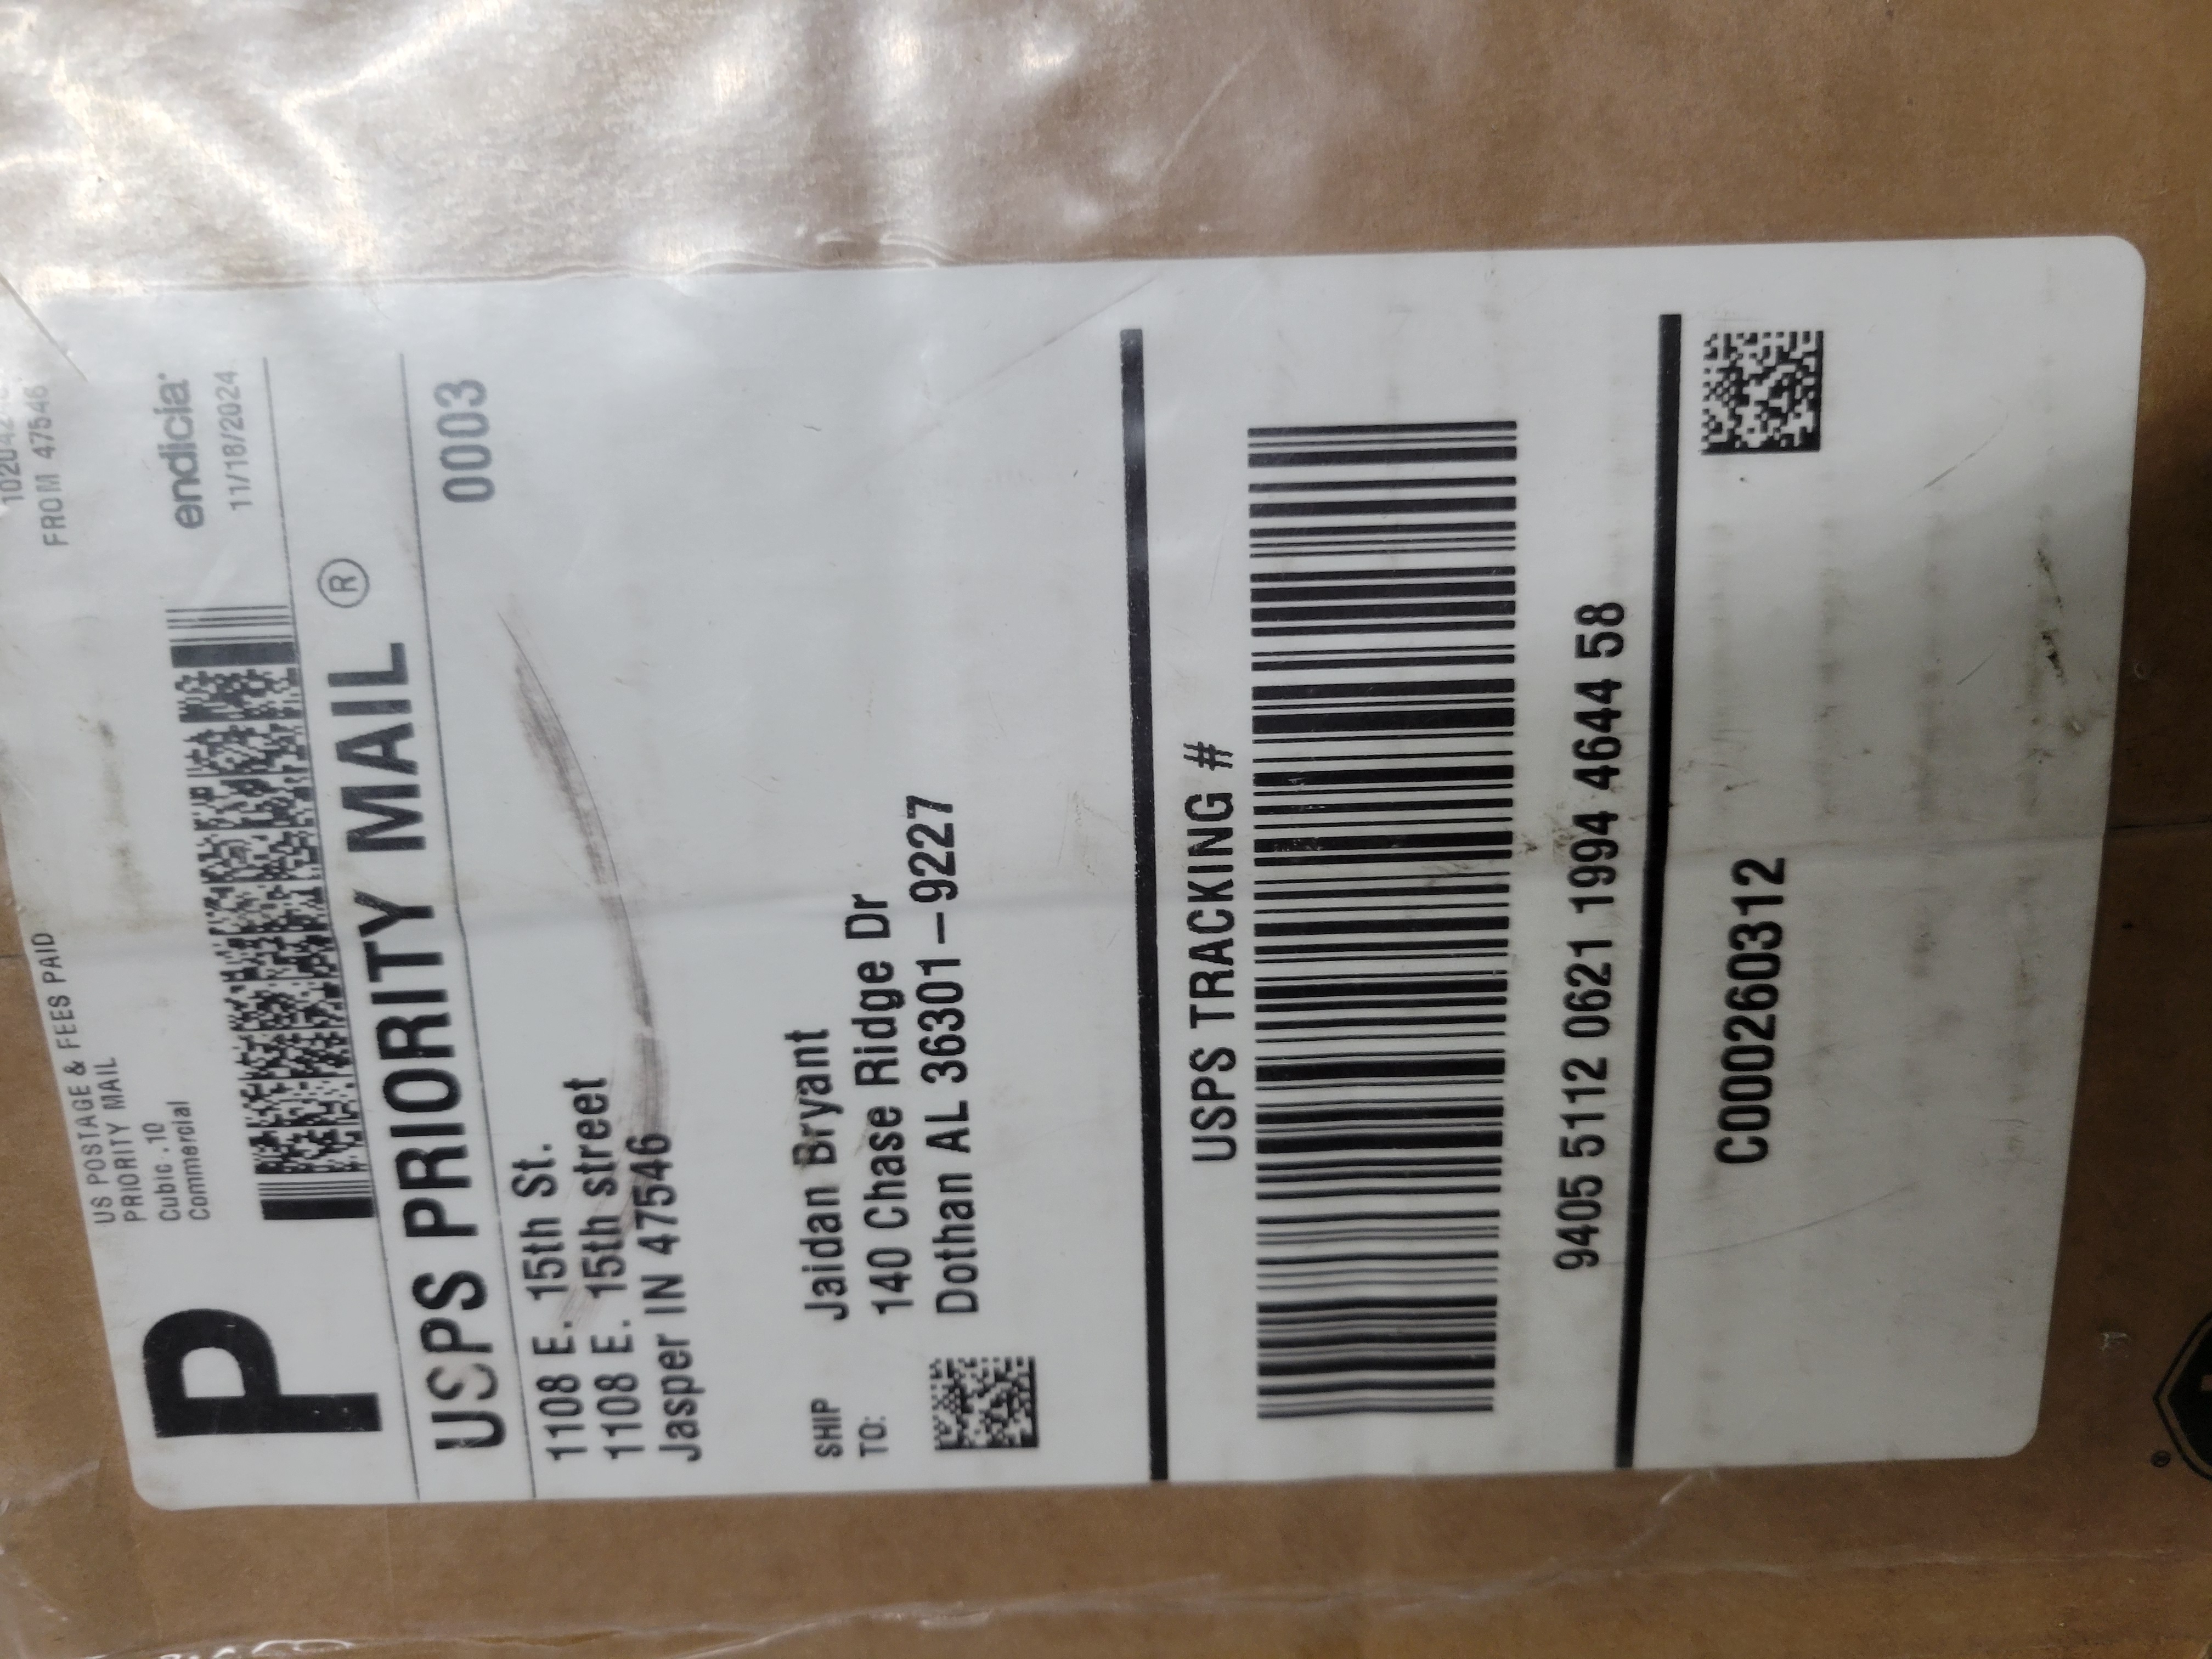 P
US POSTAGE & FEES PAID
PRIORITY MAIL
Cubic .10
Commercial
FROM 47546
endicia
11/18/2024
USPS PRIORITY MAIL ®
1108 E. 15th St.
0003
1108 E. 15th street
Jasper IN 47546
SHIP TO:
Jaidan Bryant
140 Chase Ridge Dr
Dothan AL 36301-9227
USPS TRACKING #
9405 5112 0621 1994 4644 58
C000260312
®